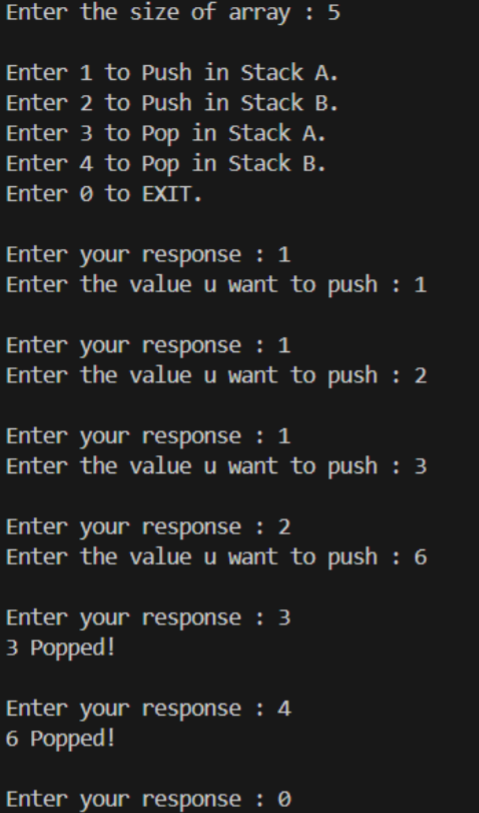 Enter the size of array : 5
Enter 1 to Push in Stack A.
Enter 2 to Push in Stack B.
Enter 3 to Pop in Stack A.
Enter 4 to Pop in Stack B.
Enter 0 to EXIT.
Enter your response : 1
Enter the value u want to push : 1
Enter your response : 1
Enter the value u want to push : 2
Enter your response : 1
Enter the value u want to push : 3
Enter your response : 2
Enter the value u want to push : 6
Enter your response : 3
3 Popped!
Enter your response : 4
6 Popped!
Enter your response : 0